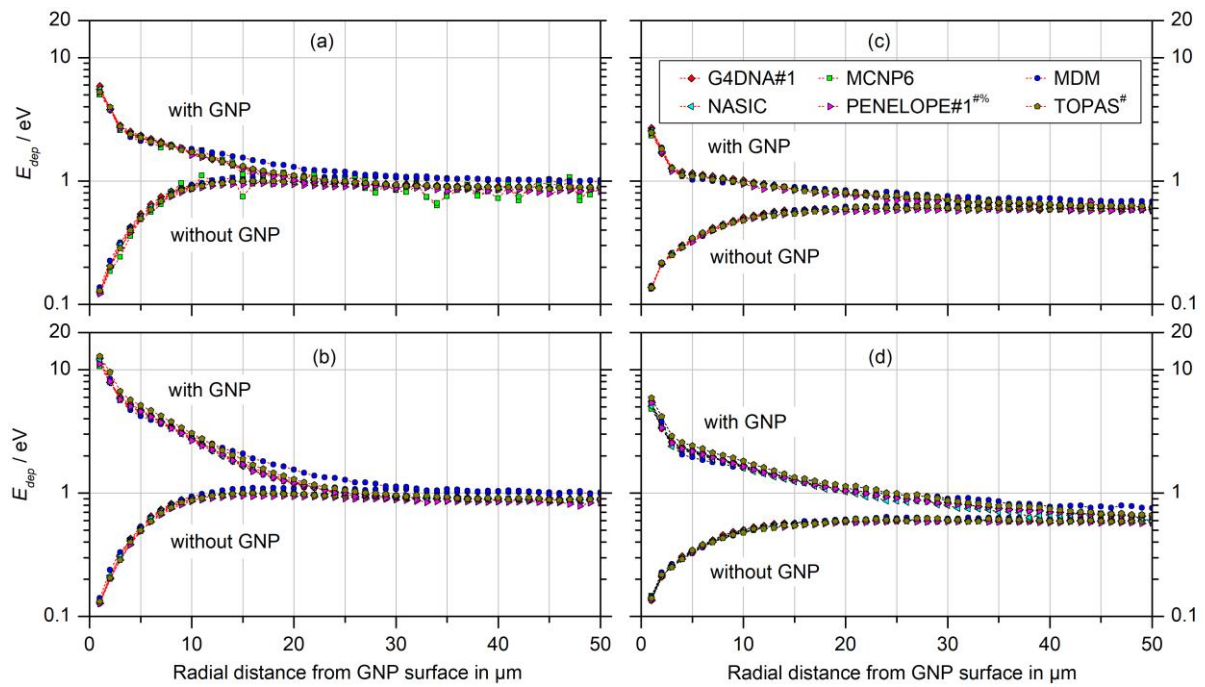 20
(a)
(c)
20
10
G4DNA#1
MCNP6
MDM
10
NASIC
PENELOPE#1#%
TOPAS#
with GNP
with GNP
E_dep / eV
1
1
without GNP
without GNP
0.1
0.1
20
(b)
(d)
20
10
10
with GNP
with GNP
E_dep / eV
1
1
without GNP
without GNP
0.1
0.1
0 10 20 30 40 50
0 10 20 30 40 50
Radial distance from GNP surface in µm
Radial distance from GNP surface in µm